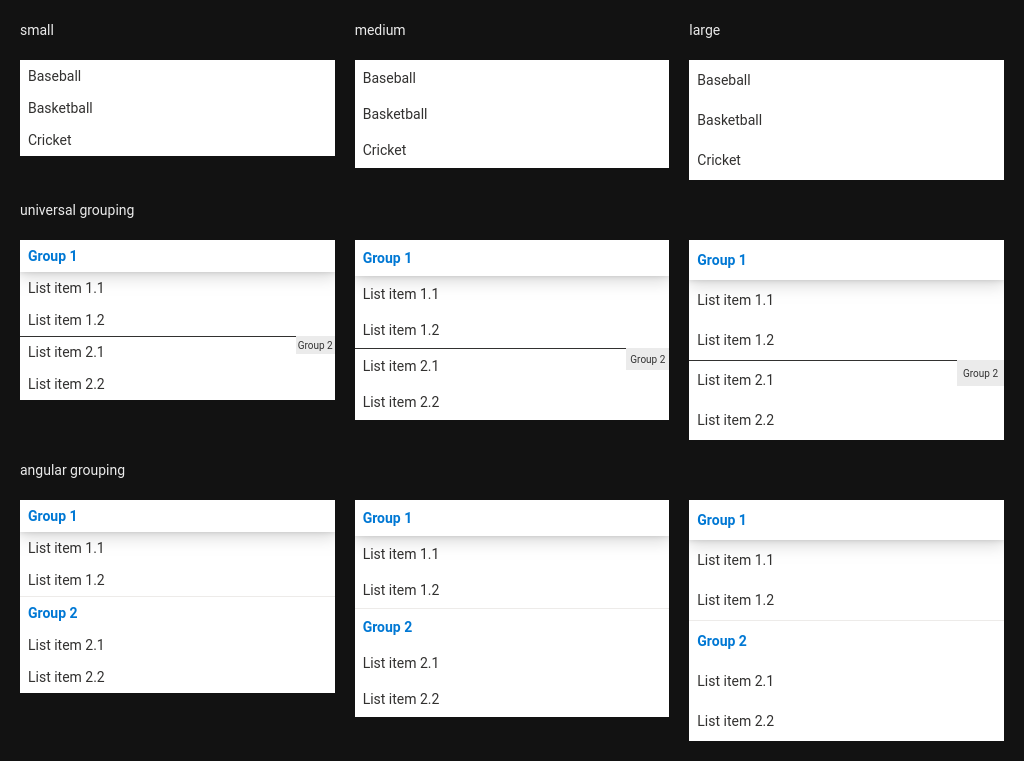 small
medium
large
Baseball
Basketball
Cricket
Baseball
Basketball
Cricket
Baseball
Basketball
Cricket
universal grouping
Group 1
List item 1.1
List item 1.2
Group 2
List item 2.1
List item 2.2
Group 1
List item 1.1
List item 1.2
Group 2
List item 2.1
List item 2.2
Group 1
List item 1.1
List item 1.2
Group 2
List item 2.1
List item 2.2
angular grouping
Group 1
List item 1.1
List item 1.2
Group 2
List item 2.1
List item 2.2
Group 1
List item 1.1
List item 1.2
Group 2
List item 2.1
List item 2.2
Group 1
List item 1.1
List item 1.2
Group 2
List item 2.1
List item 2.2